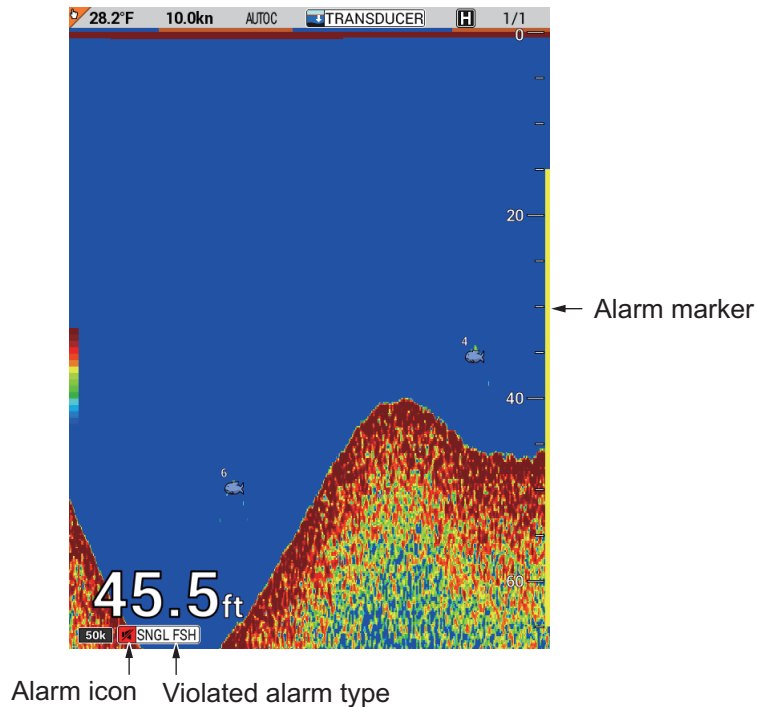 28.2°F 10.0kn AUTOC TRANSDUCER H 1/1
0
20
Alarm marker
4
40
6
60
45.5ft
50k SNGL FSH
Alarm icon Violated alarm type